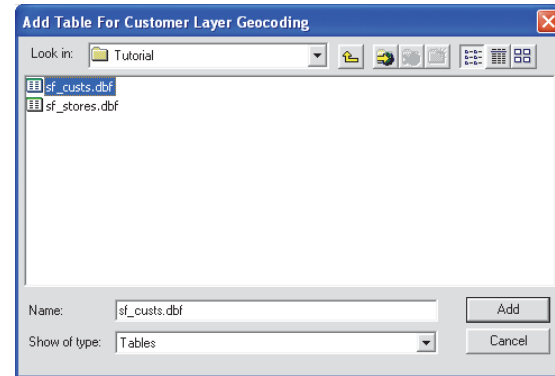 Add Table For Customer Layer Geocoding
Look in: Tutorial
sf_custs.dbf
sf_stores.dbf
Name: sf_custs.dbf Add
Show of type: Tables Cancel